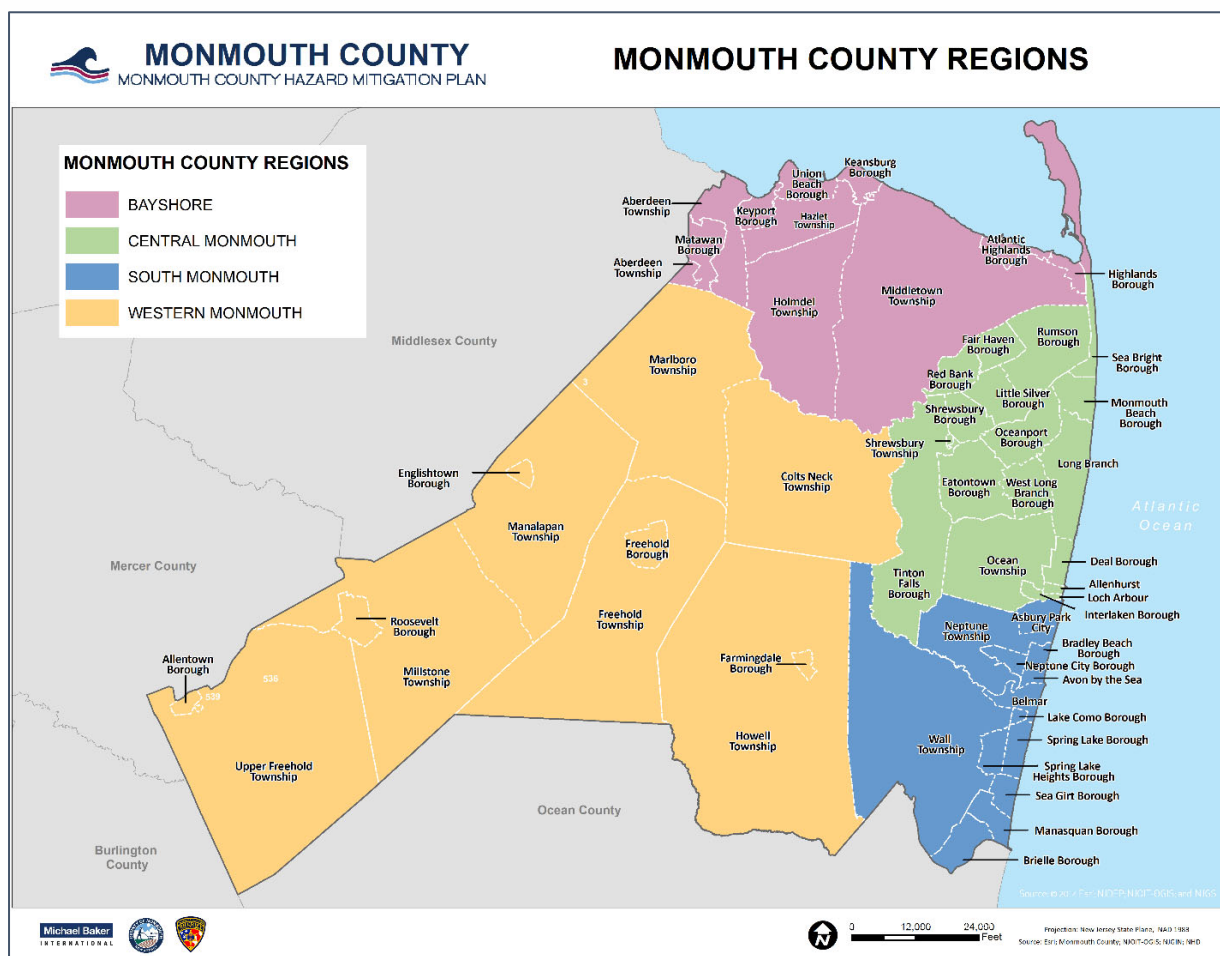 MONMOUTH COUNTY
MONMOUTH COUNTY HAZARD MITIGATION PLAN
MONMOUTH COUNTY REGIONS
MONMOUTH COUNTY REGIONS
BAYSHORE
CENTRAL MONMOUTH
SOUTH MONMOUTH
WESTERN MONMOUTH
Keansburg
Borough
Union
Beach
Borough
Aberdeen
Township
Keyport
Borough
Hazlet
Township
Matawan
Borough
Aberdeen
Township
Atlantic
Highlands
Borough
Highlands
Borough
Middletown
Township
Holmdel
Township
Middlesex County
Marlboro
Township
3
Fair Haven
Borough
Rumson
Borough
Sea Bright
Borough
Red Bank
Borough
Little Silver
Borough
Monmouth
Beach
Borough
Shrewsbury
Borough
Oceanport
Borough
Shrewsbury
Township
Long Branch
Englishtown
Borough
Colts Neck
Township
Eatontown
Borough
West Long
Branch
Borough
Atlantic
Ocean
Manalapan
Township
Freehold
Borough
Mercer County
Ocean
Township
Deal Borough
Tinton
Falls
Borough
Allenhurst
Loch Arbour
Interlaken Borough
Asbury Park
City
Roosevelt
Borough
Freehold
Township
Neptune
Township
Bradley Beach
Borough
Neptune City Borough
Avon by the Sea
Allentown
Borough
Millstone
Township
Farmingdale
Borough
536
539
Belmar
Lake Como Borough
Howell
Township
Wall
Township
Spring Lake Borough
Upper Freehold
Township
Spring Lake
Heights Borough
Sea Girt Borough
Ocean County
Manasquan Borough
Burlington
County
Brielle Borough
Michael Baker
INTERNATIONAL
N
0 12,000 24,000
Feet
Projection: New Jersey State Plane, NAD 1983
Source: Esri; Monmouth County; NJOIT-OGIS; NJGIN; NHD